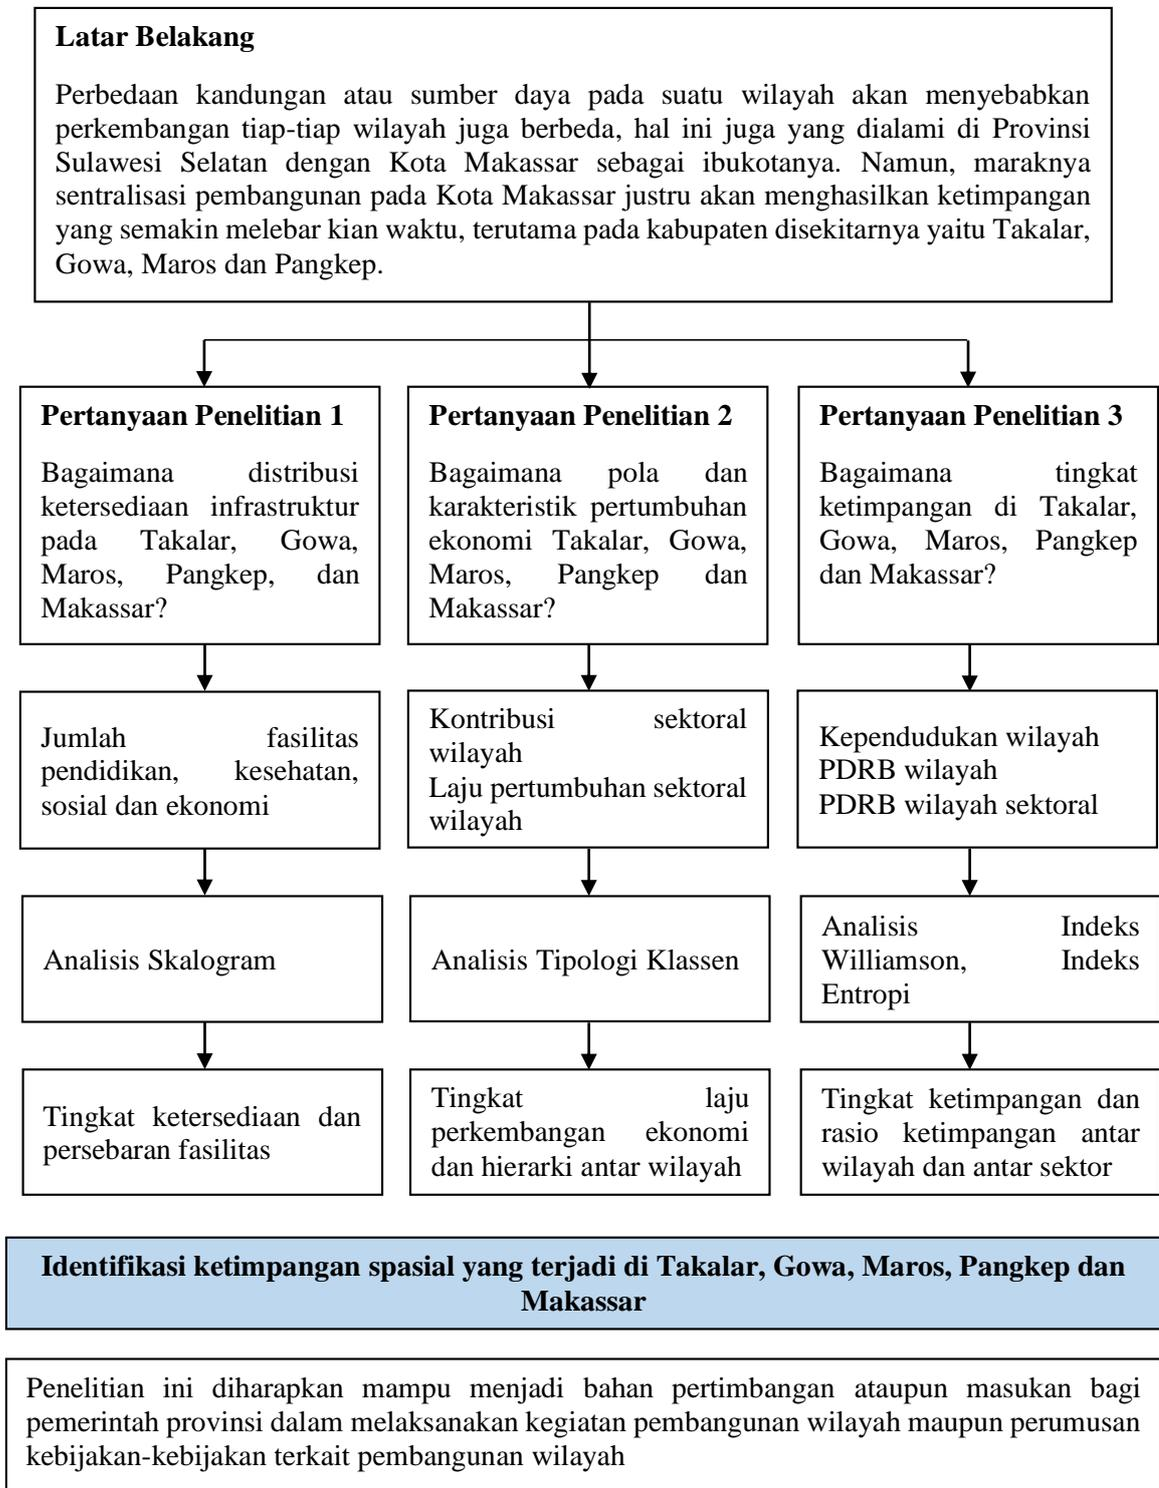 Latar Belakang
Perbedaan kandungan atau sumber daya pada suatu wilayah akan menyebabkan
perkembangan tiap-tiap wilayah juga berbeda, hal ini juga yang dialami di Provinsi
Sulawesi Selatan dengan Kota Makassar sebagai ibukotanya. Namun, maraknya
sentralisasi pembangunan pada Kota Makassar justru akan menghasilkan ketimpangan
yang semakin melebar kian waktu, terutama pada kabupaten disekitarnya yaitu Takalar,
Gowa, Maros dan Pangkep.
Pertanyaan Penelitian 1
Bagaimana distribusi
ketersediaan infrastruktur
pada Takalar, Gowa,
Maros, Pangkep, dan
Makassar?
Pertanyaan Penelitian 2
Bagaimana pola dan
karakteristik pertumbuhan
ekonomi Takalar, Gowa,
Maros, Pangkep dan
Makassar?
Pertanyaan Penelitian 3
Bagaimana tingkat
ketimpangan di Takalar,
Gowa, Maros, Pangkep
dan Makassar?
Jumlah fasilitas
pendidikan, kesehatan,
sosial dan ekonomi
Kontribusi sektoral
wilayah
Laju pertumbuhan sektoral
wilayah
Kependudukan wilayah
PDRB wilayah
PDRB wilayah sektoral
Analisis Skalogram
Analisis Tipologi Klassen
Analisis Indeks
Williamson, Indeks
Entropi
Tingkat ketersediaan dan
persebaran fasilitas
Tingkat laju
perkembangan ekonomi
dan hierarki antar wilayah
Tingkat ketimpangan dan
rasio ketimpangan antar
wilayah dan antar sektor
Identifikasi ketimpangan spasial yang terjadi di Takalar, Gowa, Maros, Pangkep dan
Makassar
Penelitian ini diharapkan mampu menjadi bahan pertimbangan ataupun masukan bagi
pemerintah provinsi dalam melaksanakan kegiatan pembangunan wilayah maupun perumusan
kebijakan-kebijakan terkait pembangunan wilayah